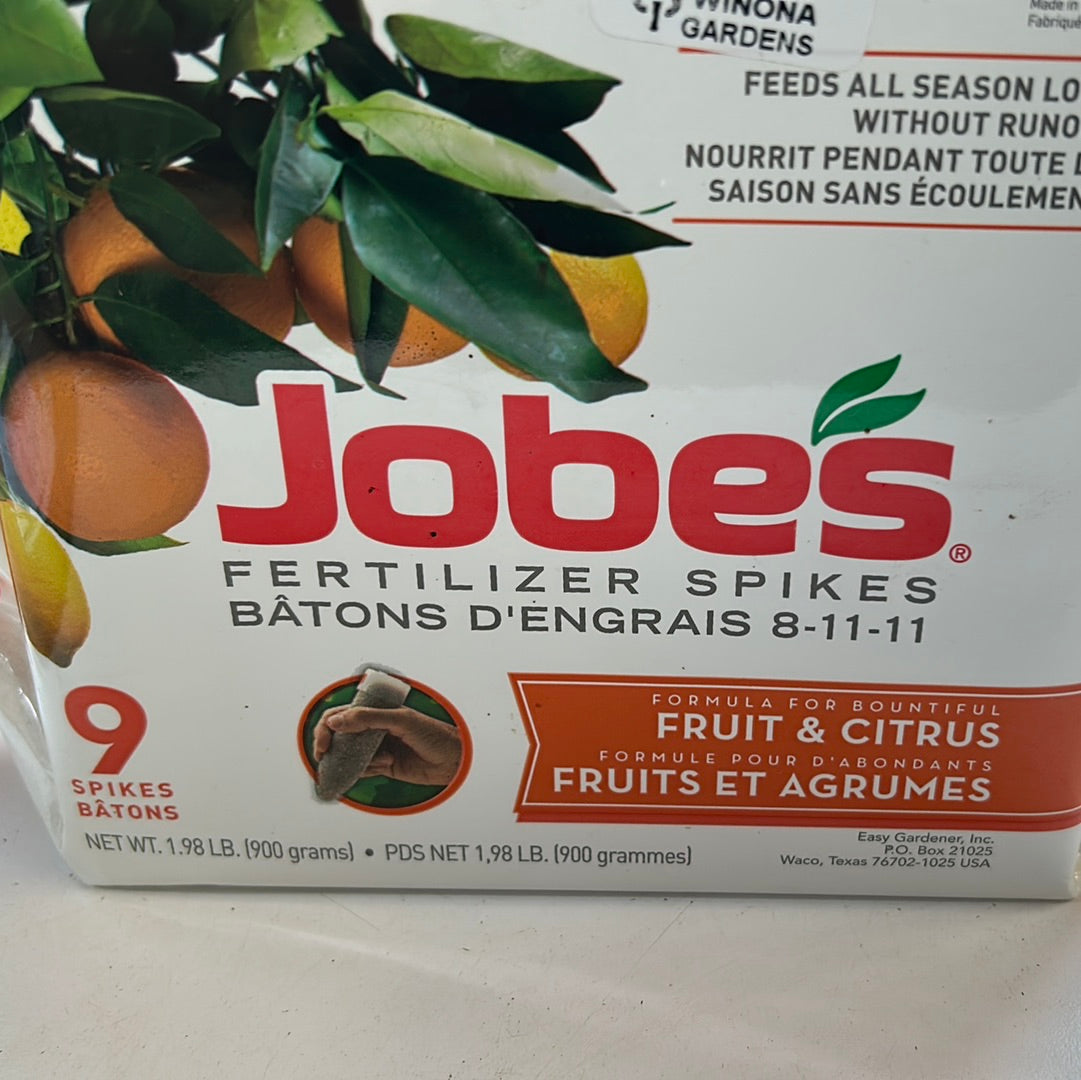 WINONA
GARDENS
Made in
Fabriqué
FEEDS ALL SEASON LO
WITHOUT RUNO
NOURRIT PENDANT TOUTE L
SAISON SANS ÉCOULEMEN
Jobe's®
FERTILIZER SPIKES
BÂTONS D'ENGRAIS 8-11-11
9
SPIKES
BÂTONS
FORMULA FOR BOUNTIFUL
FRUIT & CITRUS
FORMULE POUR D'ABONDANTS
FRUITS ET AGRUMES
NET WT. 1.98 LB. (900 grams) • PDS NET 1,98 LB. (900 grammes)
Easy Gardener, Inc.
P.O. Box 21025
Waco, Texas 76702-1025 USA